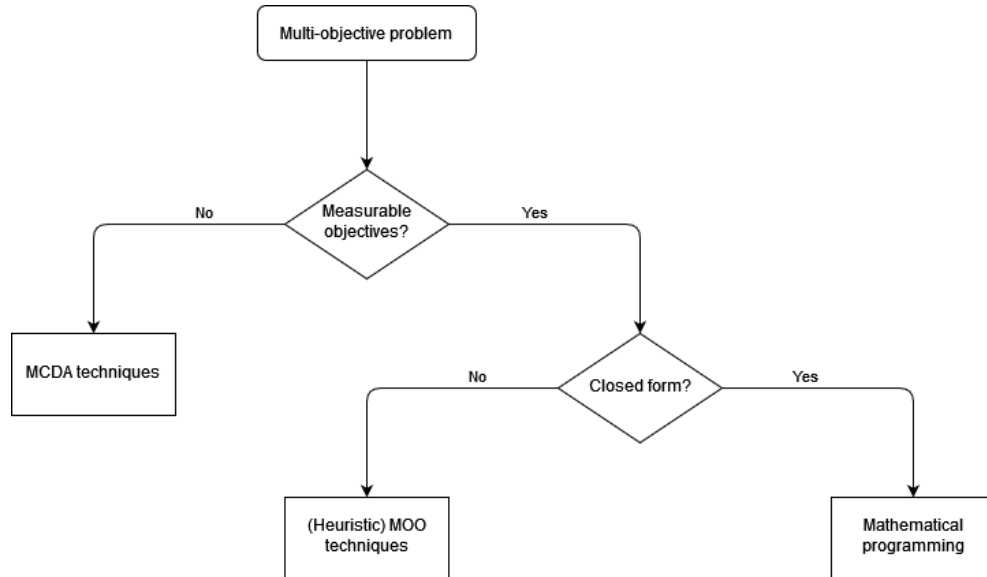 Multi-objective problem
Measurable
objectives?
No
Yes
MCDA techniques
Closed form?
No
Yes
(Heuristic) MOO
techniques
Mathematical
programming